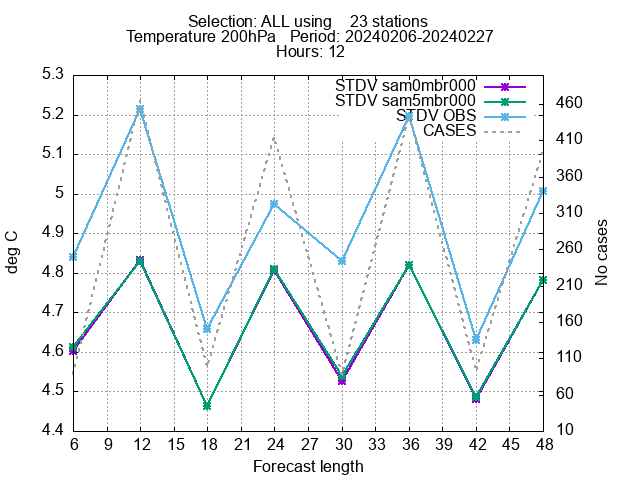 Selection: ALL using 23 stations
Temperature 200hPa Period: 20240206-20240227
Hours: 12
STDV sam0mbr000
STDV sam5mbr000
STDV OBS
CASES
5.3
5.2
5.1
5
4.9
4.8
4.7
4.6
4.5
4.4
deg C
460
410
360
310
260
210
160
110
60
10
No cases
6 9 12 15 18 21 24 27 30 33 36 39 42 45 48
Forecast length